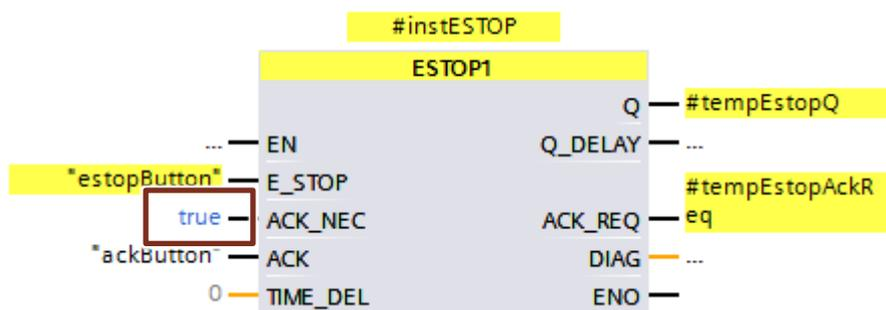 #instESTOP
ESTOP1
Q #tempEstopQ
... EN Q_DELAY ...
"estopButton" E_STOP
true ACK_NEC ACK_REQ #tempEstopAckR
eq
"ackButton" ACK DIAG ...
0 TIME_DEL ENO